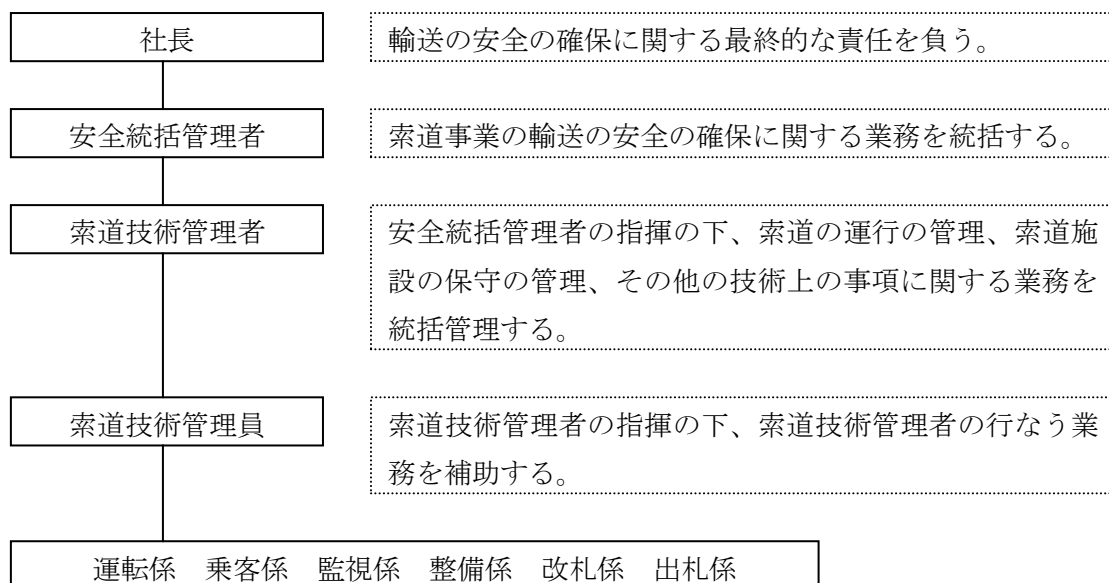 社長
輸送の安全の確保に関する最終的な責任を負う。
安全統括管理者
索道事業の輸送の安全の確保に関する業務を統括する。
索道技術管理者
安全統括管理者の指揮の下、索道の運行の管理、索道施
設の保守の管理、その他の技術上の事項に関する業務を
統括管理する。
索道技術管理員
索道技術管理者の指揮の下、索道技術管理者の行なう業
務を補助する。
運転係　乗客係　監視係　整備係　改札係　出札係